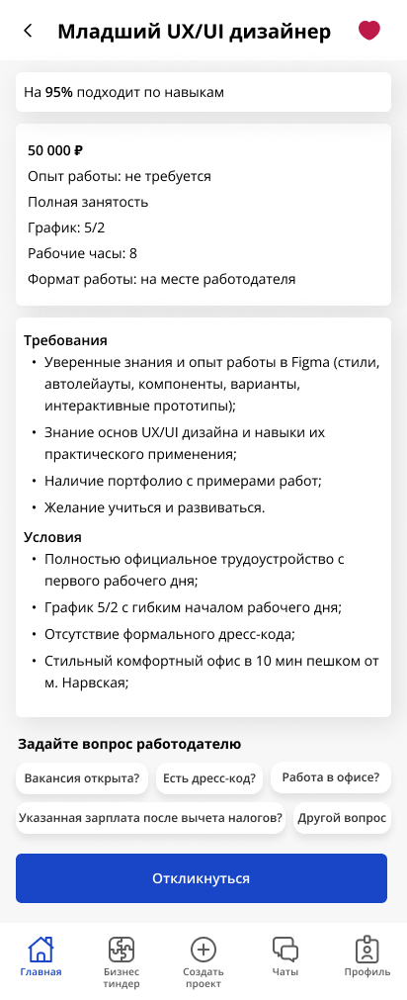 Младший UX/UI дизайнер
На 95% подходит по навыкам
50 000 ₽
Опыт работы: не требуется
Полная занятость
График: 5/2
Рабочие часы: 8
Формат работы: на месте работодателя
Требования
• Уверенные знания и опыт работы в Figma (стили,
автолейауты, компоненты, варианты,
интерактивные прототипы);
• Знание основ UX/UI дизайна и навыки их
практического применения;
• Наличие портфолио с примерами работ;
• Желание учиться и развиваться.
Условия
• Полностью официальное трудоустройство с
первого рабочего дня;
• График 5/2 с гибким началом рабочего дня;
• Отсутствие формального дресс-кода;
• Стильный комфортный офис в 10 мин пешком от
м. Нарвская;
Задайте вопрос работодателю
Вакансия открыта? Есть дресс-код? Работа в офисе?
Указанная зарплата после вычета налогов? Другой вопрос
Откликнуться
Главная
Бизнес
тиндер
Создать
проект
Чаты
Профиль